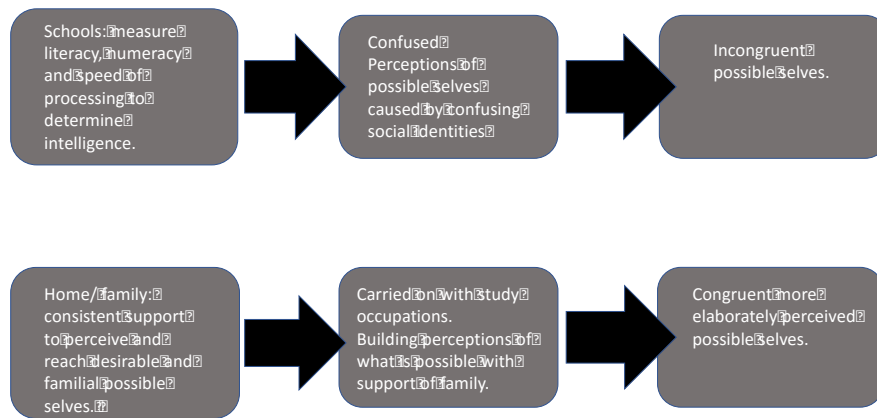 Schools: measure
literacy, numeracy
and speed of
processing to
determine
intelligence.
Confused
Perceptions of
possible selves
caused by confusing
social identities
Incongruent
possible selves.
Home/family:
consistent support
to perceive and
reach desirable and
familial possible
selves.
Carried on with study
occupations.
Building perceptions of
what is possible with
support of family.
Congruent more
elaborately perceived
possible selves.